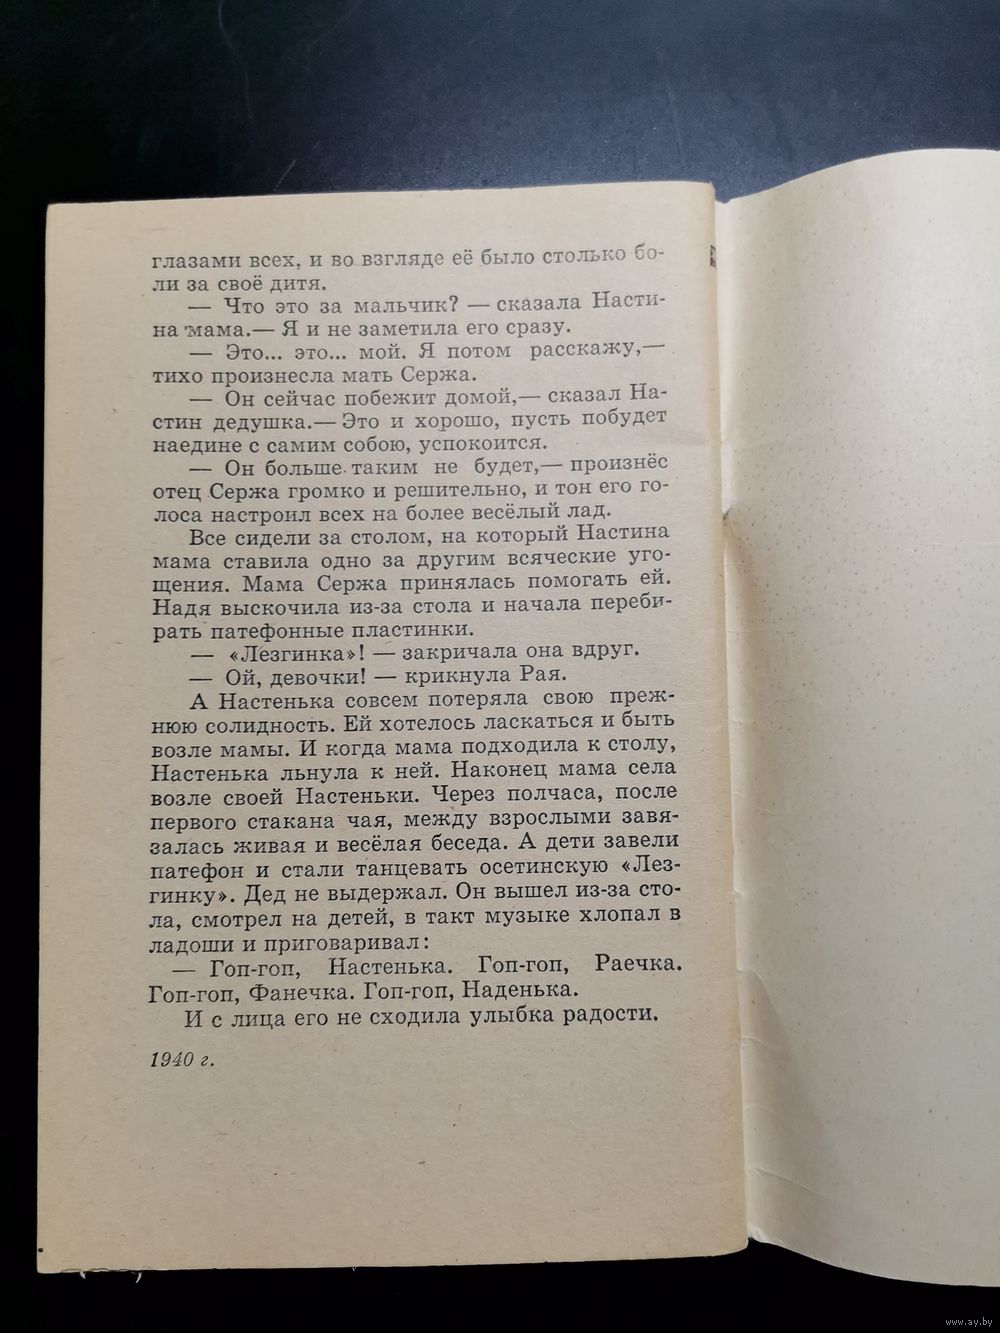 глазами всех, и во взгляде её было столько бо-
ли за своё дитя.
— Что это за мальчик? — сказала Насти-
на мама.— Я и не заметила его сразу.
— Это... это... мой. Я потом расскажу,—
тихо произнесла мать Сержа.
— Он сейчас побежит домой,— сказал На-
стин дедушка.— Это и хорошо, пусть побудет
наедине с самим собою, успокоится.
— Он больше таким не будет,— произнёс
отец Сержа громко и решительно, и тон его го-
лоса настроил всех на более весёлый лад.
Все сидели за столом, на который Настина
мама ставила одно за другим всяческие уго-
щения. Мама Сержа принялась помогать ей.
Надя выскочила из-за стола и начала переби-
рать патефонные пластинки.
— «Лезгинка»! — закричала она вдруг.
— Ой, девочки! — крикнула Рая.
А Настенька совсем потеряла свою преж-
нюю солидность. Ей хотелось ласкаться и быть
возле мамы. И когда мама подходила к столу,
Настенька льнула к ней. Наконец мама села
возле своей Настеньки. Через полчаса, после
первого стакана чая, между взрослыми завя-
залась живая и весёлая беседа. А дети завели
патефон и стали танцевать осетинскую «Лез-
гинку». Дед не выдержал. Он вышел из-за сто-
ла, смотрел на детей, в такт музыке хлопал в
ладоши и приговаривал:
— Гоп-гоп, Настенька. Гоп-гоп, Раечка.
Гоп-гоп, Фанечка. Гоп-гоп, Наденька.
И с лица его не сходила улыбка радости.
1940 г.
www.ay.by